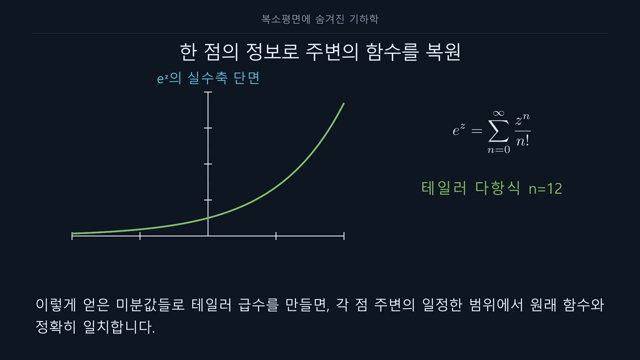 복소평면에 숨겨진 기하학
한 점의 정보로 주변의 함수를 복원
eᶻ의 실수축 단면
e^z = \sum_{n=0}^{\infty} \frac{z^n}{n!}
테일러 다항식 n=12
이렇게 얻은 미분값들로 테일러 급수를 만들면, 각 점 주변의 일정한 범위에서 원래 함수와
정확히 일치합니다.